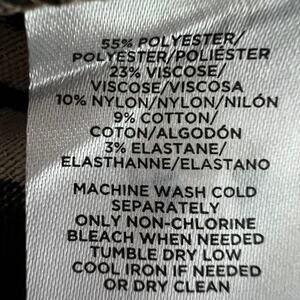 55% POLYESTER/
POLYESTER/POLIÉSTER
23% VISCOSE/
VISCOSE/VISCOSA
10% NYLON/NYLON/NILÓN
9% COTTON/
COTON/ALGODÓN
3% ELASTANE/
ELASTHANNE/ELASTANO
MACHINE WASH COLD
SEPARATELY
ONLY NON-CHLORINE
BLEACH WHEN NEEDED
TUMBLE DRY LOW
COOL IRON IF NEEDED
OR DRY CLEAN